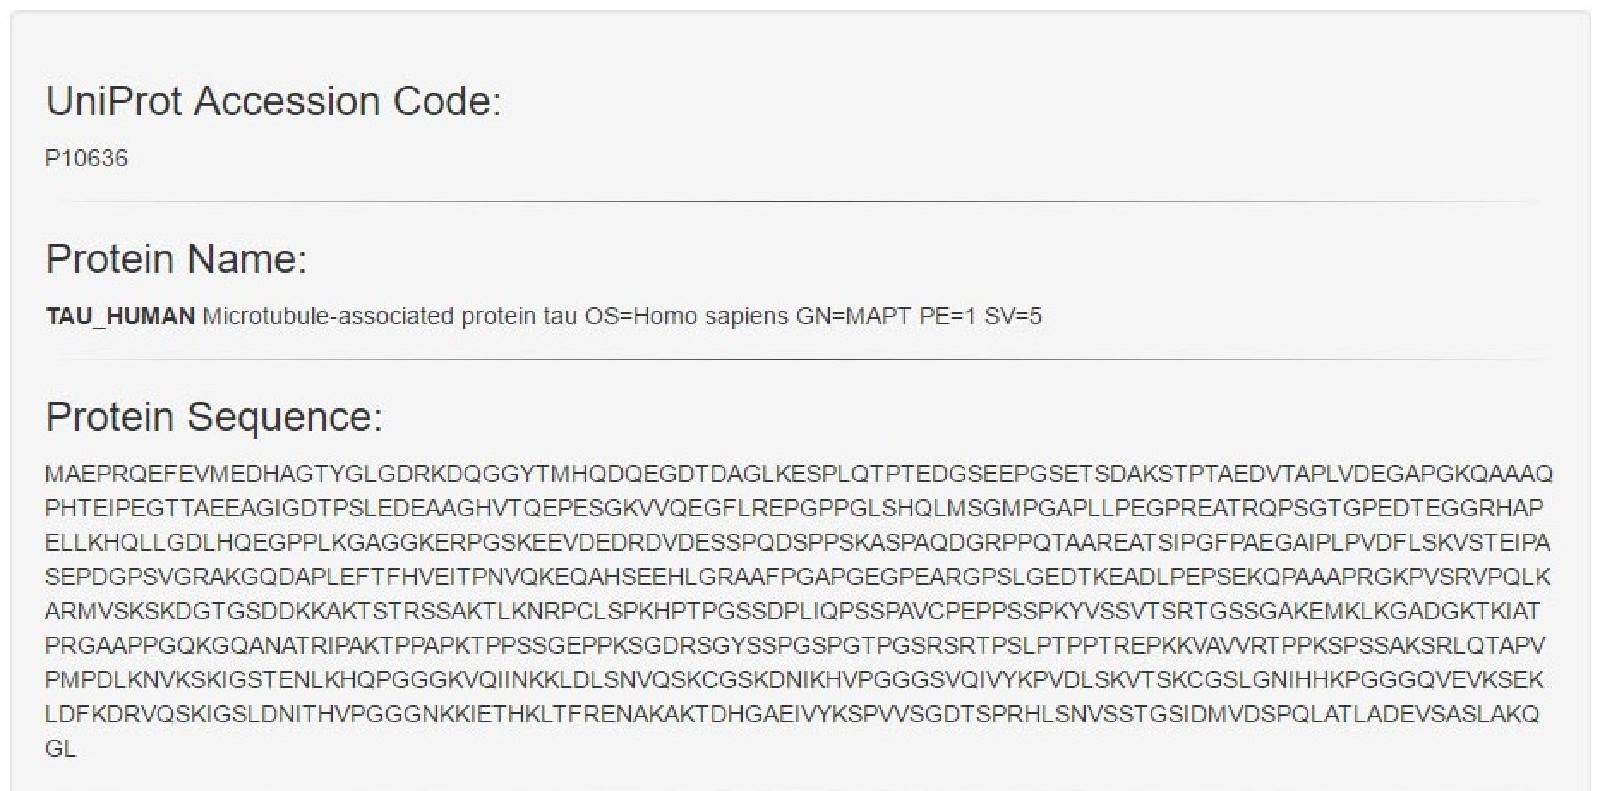 UniProt Accession Code:
P10636
Protein Name:
TAU_HUMAN Microtubule-associated protein tau OS=Homo sapiens GN=MAPT PE=1 SV=5
Protein Sequence:
MAEPRQEFEVMEDHAGTYGLGDRKDQGGYTMHQDQEGDTDAGLKESPLQTPTEDGSEEPGSETSDAKSTPTAEDVTAPLVDEGAPGKQAAAQ
PHTEIPEGTTAEEAGIGDTPSLEDEAAGHVTQEPESGKVVQEGFLREPGPPGLSHQLMSGMPGAPLLPEGPREATRQPSGTGPEDTEGGRHAP
ELLKHQLLGDLHQEGPPLKGAGGKERPGSKEEVDEDRDVDESSPQDSPPSKASPAQDGRPPQTAAREATSIPGFPAEGAIPLPVDFLSKVSTEIPA
SEPDGPSVGRAKGQDAPLEFTFHVEITPNVQKEQAHSEEHLGRAAFPGAPGEGPEARGPSLGEDTKEADLPEPSEKQPAAAPRGKPVSRVPQLK
ARMVSKSKDGTGSDDKKAKTSTRSSAKTLKNRPCLSPKHPTPGSSDPLIQPSSPAVCPEPPSSPKYVSSVTSRTGSSGAKEMKLKGADGKTKIAT
PRGAAPPGQKGQANATRIPAKTPPAPKTPPSSGEPPKSGDRSGYSSPGSPGTPGSRSRTPSLPTPPTREPKKVAVVRTPPKSPSSAKSRLQTAPV
PMPDLKNVKSKIGSTENLKHQPGGGKVQIINKKLDLSNVQSKCGSKDNIKHVPGGGSVQIVYKPVDLSKVTSKCGSLGNIHHKPGGGQVEVKSEK
LDFKDRVQSKIGSLDNITHVPGGGNKKIETHKLTFRENAKAKTDHGAEIVYKSPVVSGDTSPRHLSNVSSTGSIDMVDSPQLATLADEVSASLAKQ
GL